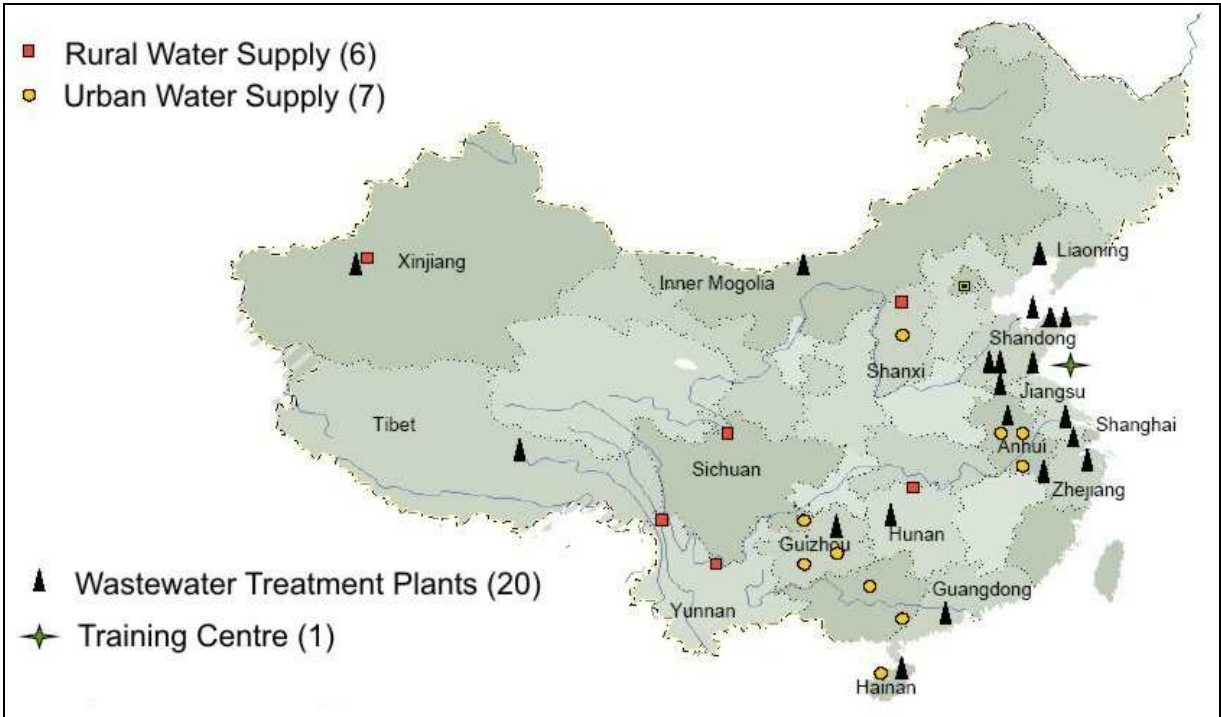 Rural Water Supply (6)
Urban Water Supply (7)
Liaoning
Xinjiang
Inner Mogolia
Shandong
Shanxi
Jiangsu
Tibet
Shanghai
Anhui
Sichuan
Zhejiang
Hunan
Guizhou
Wastewater Treatment Plants (20)
Guangdong
Yunnan
Training Centre (1)
Hainan